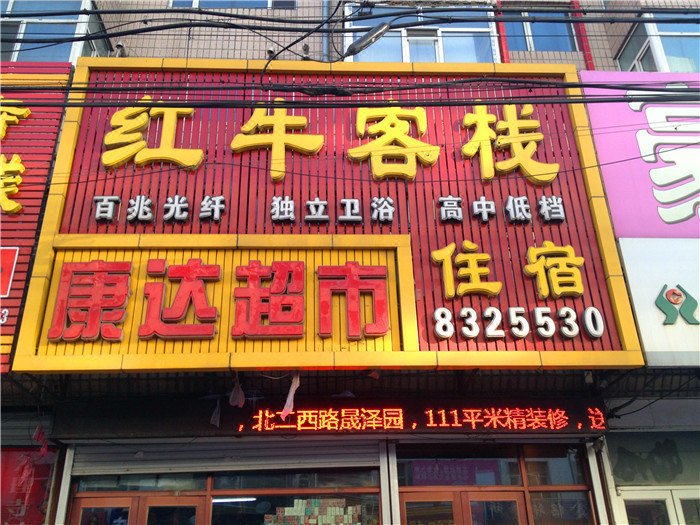 红牛客栈
百兆光纤 独立卫浴 高中低档
康达超市
住宿
8325530
，北二西路晟泽园，111平米精装修，这
豪